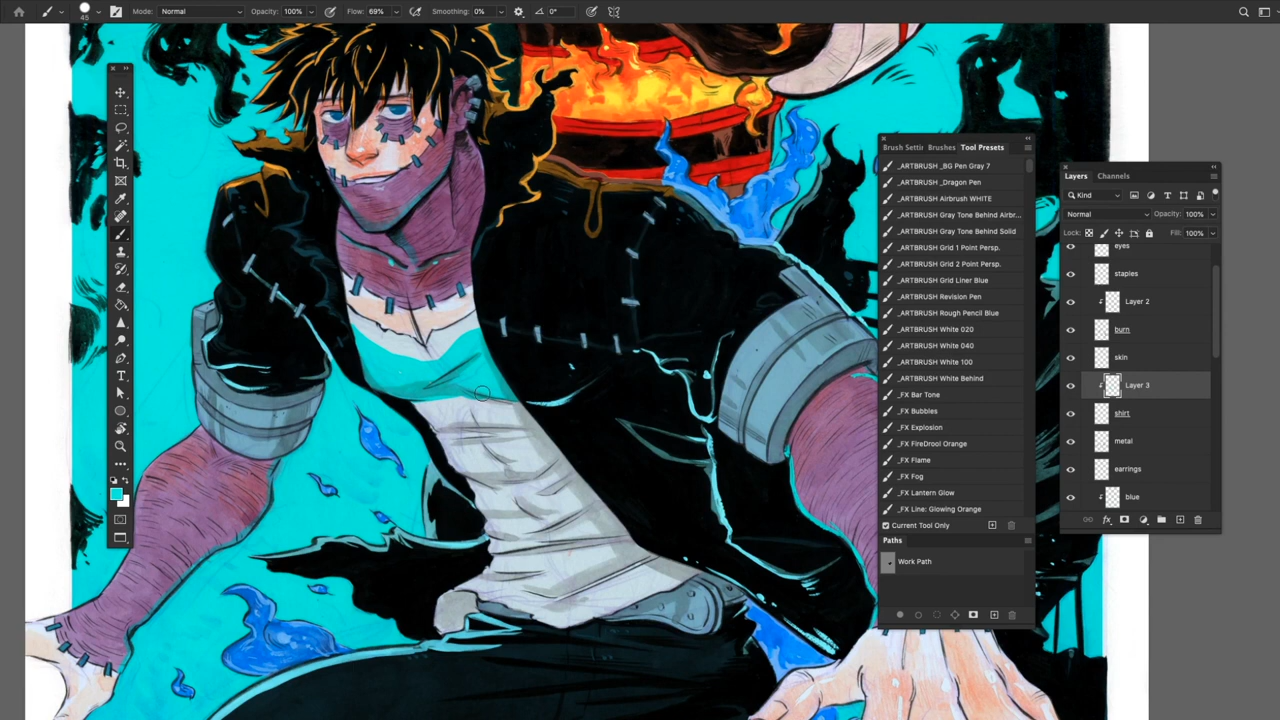 Mode: Normal Opacity: 100% Flow: 69% Smoothing: 0% 0°
45
Brush Setti Brushes Tool Presets
_ARTBRUSH _BG Pen Gray 7
_ARTBRUSH _Dragon Pen
_ARTBRUSH Airbrush WHITE
_ARTBRUSH Gray Tone Behind Airbr...
_ARTBRUSH Gray Tone Behind Solid
_ARTBRUSH Grid 1 Point Persp.
_ARTBRUSH Grid 2 Point Persp.
_ARTBRUSH Grid Liner Blue
_ARTBRUSH Revision Pen
_ARTBRUSH Rough Pencil Blue
_ARTBRUSH White 020
_ARTBRUSH White 040
_ARTBRUSH White 100
_ARTBRUSH White Behind
_FX Bar Tone
_FX Bubbles
_FX Explosion
_FX FireDrool Orange
_FX Flame
_FX Fog
_FX Lantern Glow
_FX Line: Glowing Orange
Current Tool Only
Paths
Work Path
Layers Channels
Kind
Normal Opacity: 100%
Lock: Fill: 100%
eyes
staples
Layer 2
burn
skin
Layer 3
shirt
metal
earrings
blue
fx